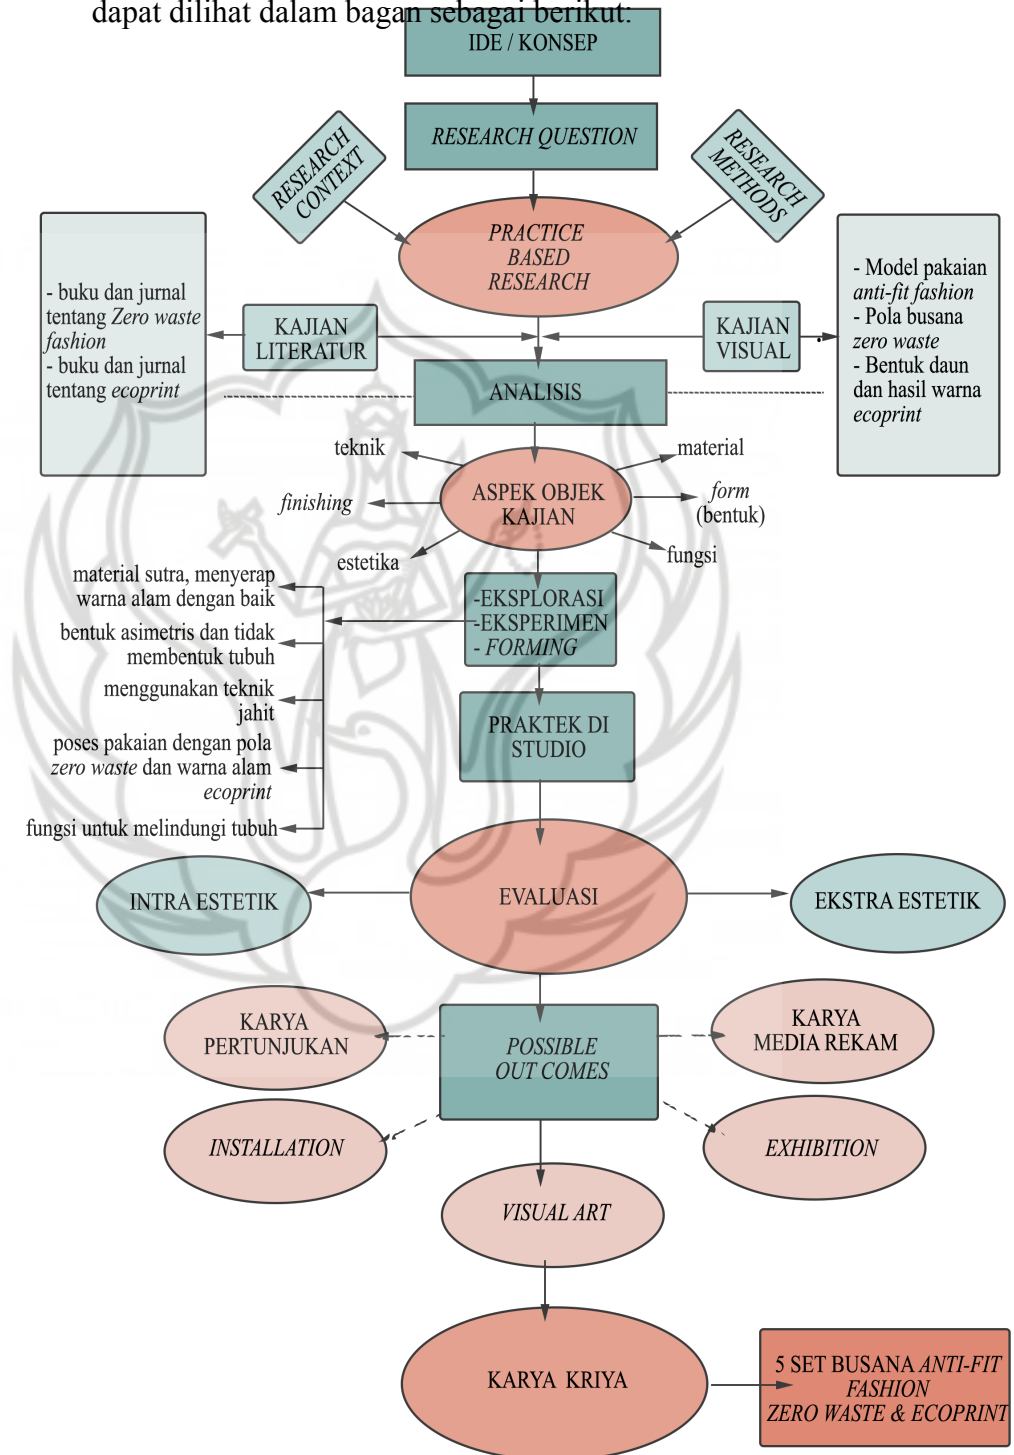 dapat dilihat dalam bagan sebagai berikut:
IDE / KONSEP
RESEARCH QUESTION
RESEARCH
CONTEXT
RESEARCH
METHODS
PRACTICE
BASED
RESEARCH
- buku dan jurnal
tentang Zero waste
fashion
- buku dan jurnal
tentang ecoprint
KAJIAN
LITERATUR
KAJIAN
VISUAL
- Model pakaian
anti-fit fashion
- Pola busana
zero waste
- Bentuk daun
dan hasil warna
ecoprint
ANALISIS
teknik
material
finishing
ASPEK OBJEK
KAJIAN
form
(bentuk)
estetika
fungsi
material sutra, menyerap
warna alam dengan baik
bentuk asimetris dan tidak
membentuk tubuh
menggunakan teknik
jahit
poses pakaian dengan pola
zero waste dan warna alam
ecoprint
fungsi untuk melindungi tubuh
-EKSPLORASI
-EKSPERIMEN
- FORMING
PRAKTEK DI
STUDIO
INTRA ESTETIK
EVALUASI
EKSTRA ESTETIK
KARYA
PERTUNJUKAN
POSSIBLE
OUT COMES
KARYA
MEDIA REKAM
INSTALLATION
EXHIBITION
VISUAL ART
KARYA KRIYA
5 SET BUSANA ANTI-FIT
FASHION
ZERO WASTE & ECOPRINT